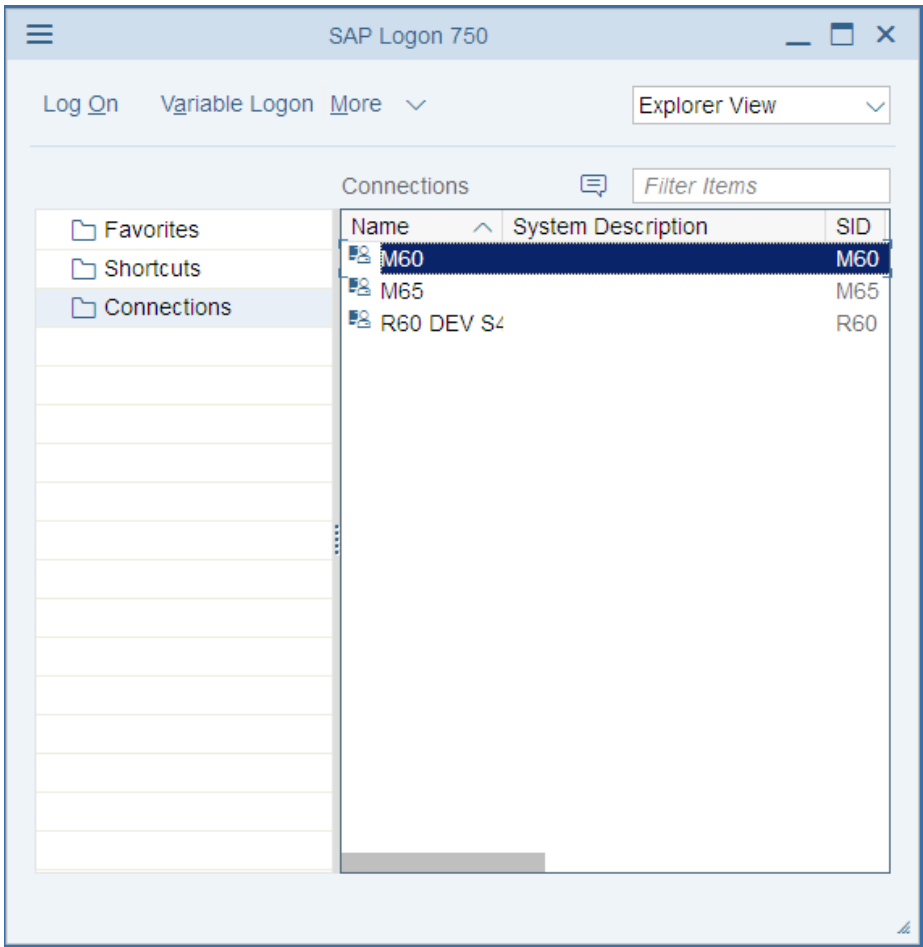 SAP Logon 750
Log On Variable Logon More Explorer View
Connections Filter Items
Favorites
Shortcuts
Connections
Name System Description SID
M60 M60
M65 M65
R60 DEV S4 R60